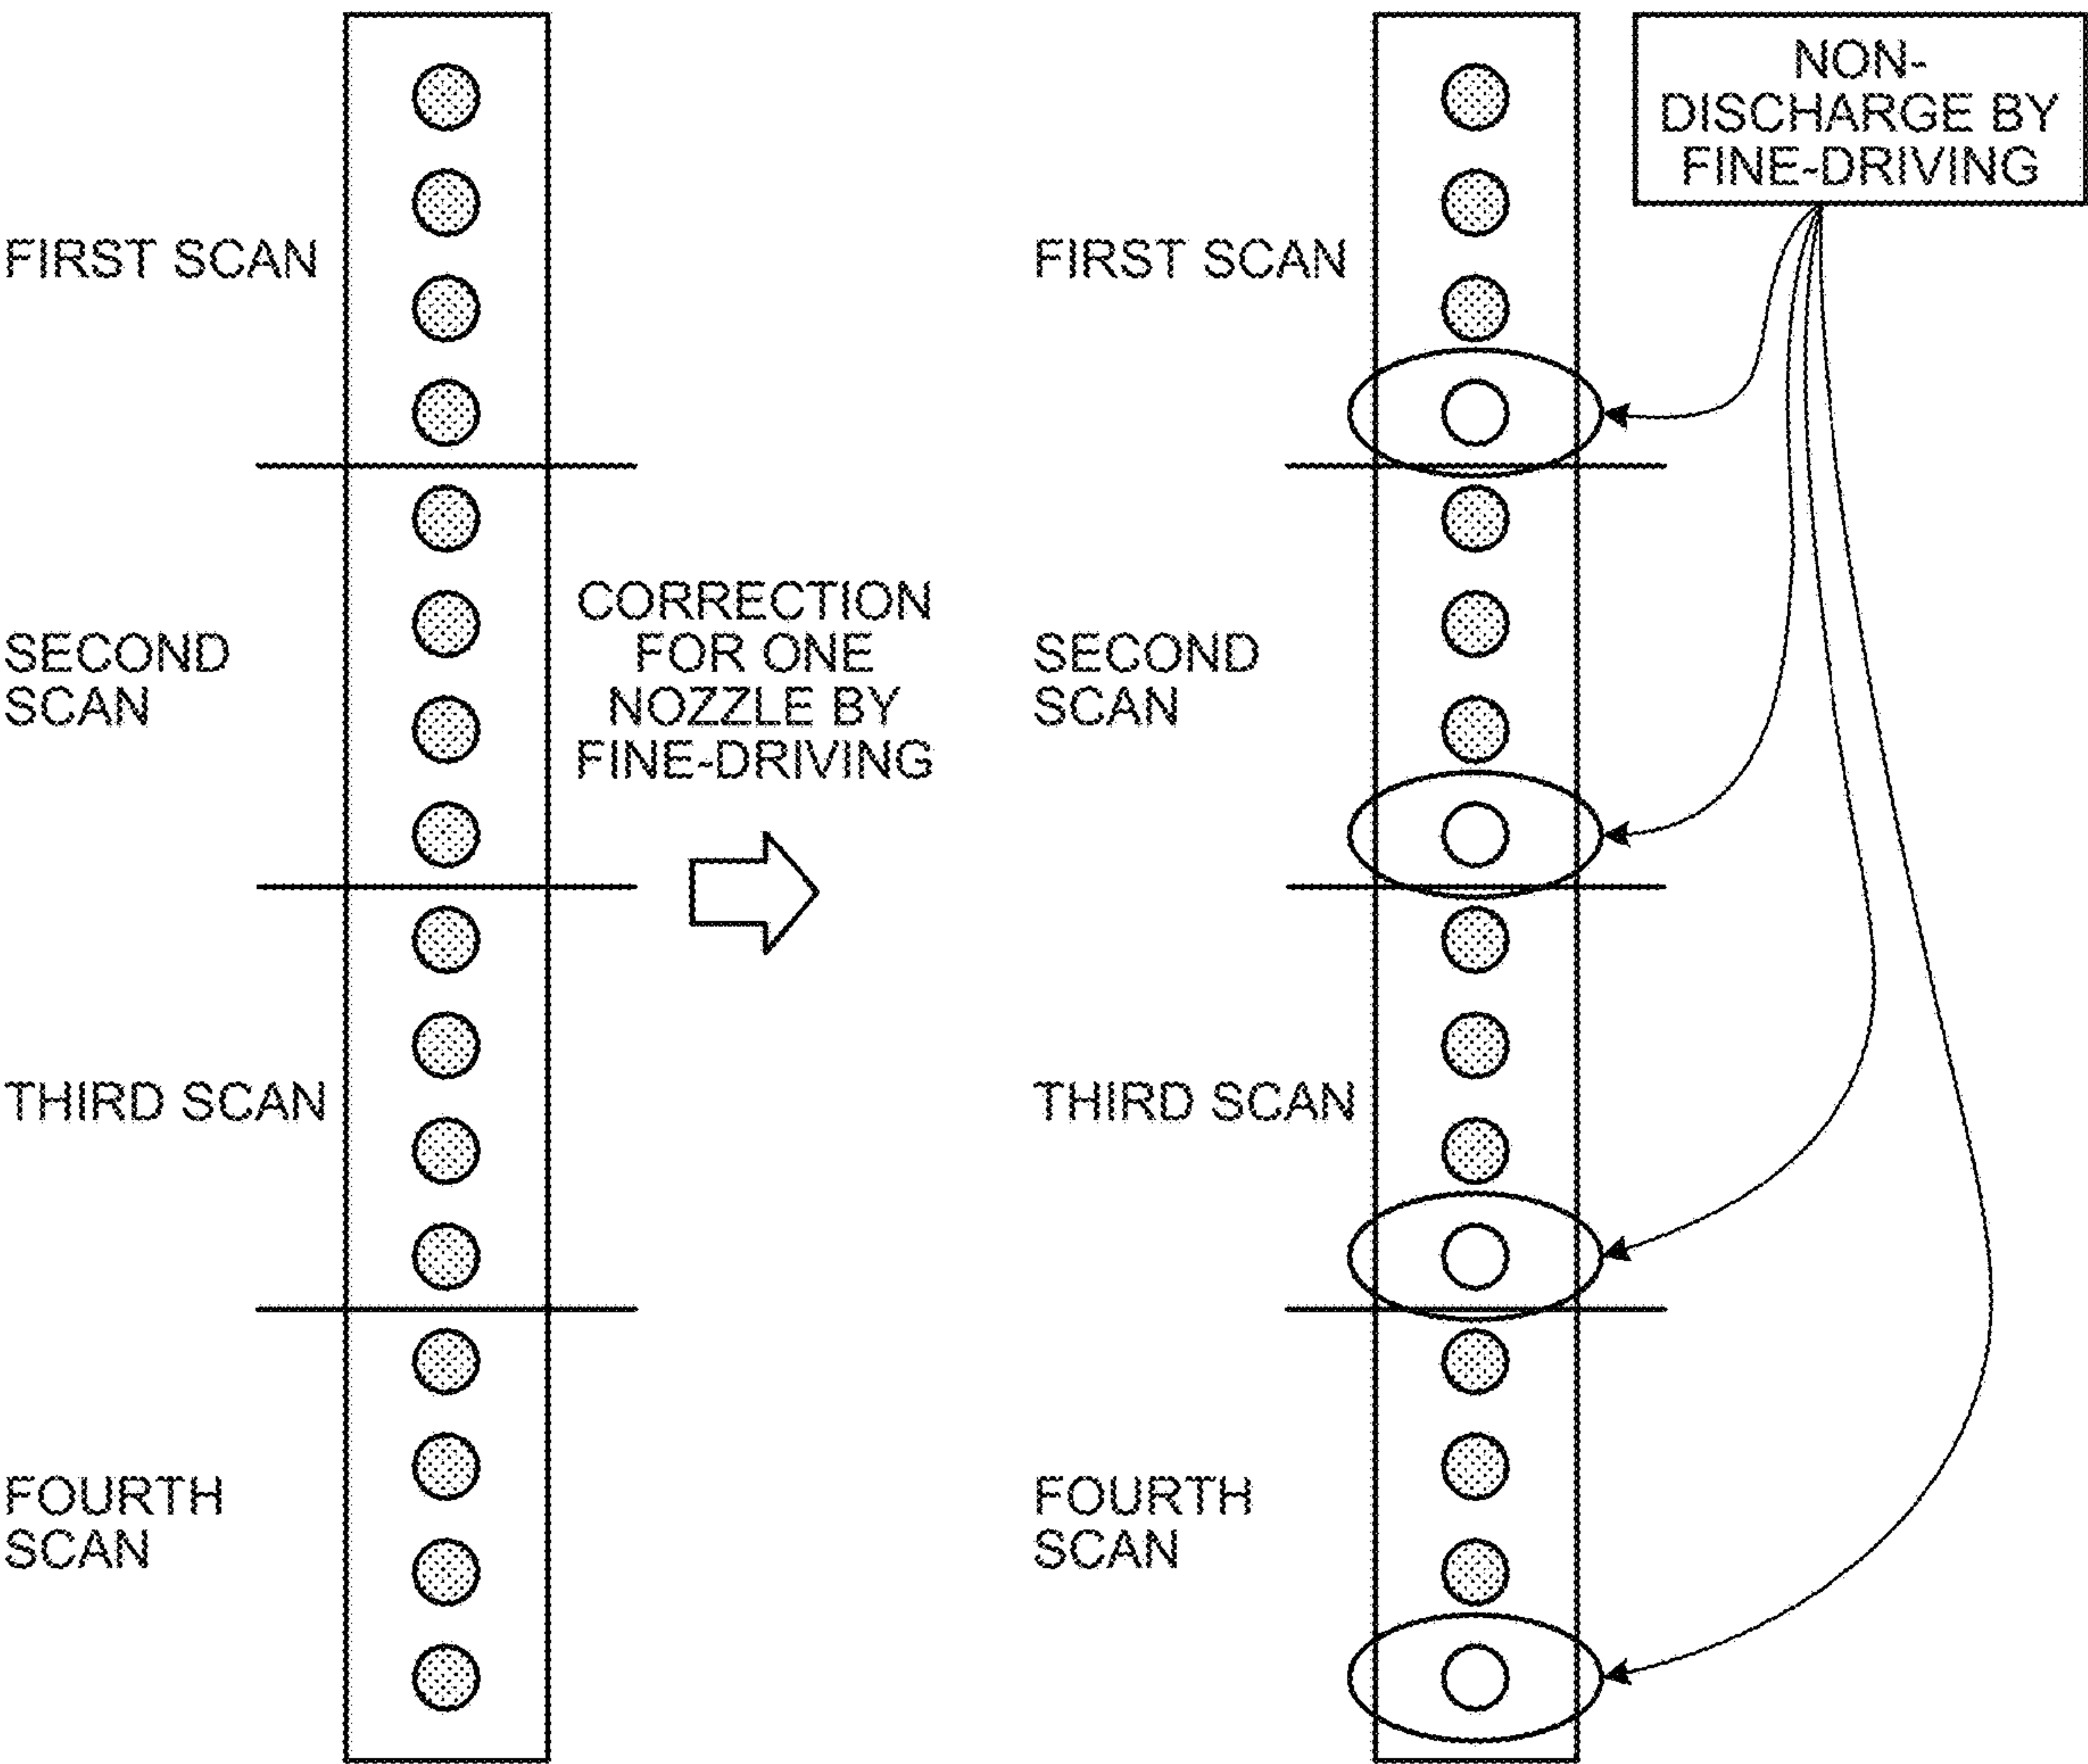 FIRST SCAN
SECOND
SCAN
THIRD SCAN
FOURTH
SCAN
CORRECTION
FOR ONE
NOZZLE BY
FINE-DRIVING
FIRST SCAN
SECOND
SCAN
THIRD SCAN
FOURTH
SCAN
NON-
DISCHARGE BY
FINE-DRIVING